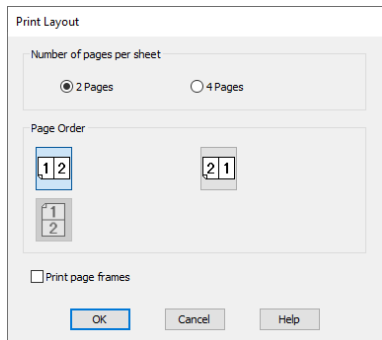 Print Layout
Number of pages per sheet
2 Pages
4 Pages
Page Order
1 2
2 1
1
2
Print page frames
OK
Cancel
Help